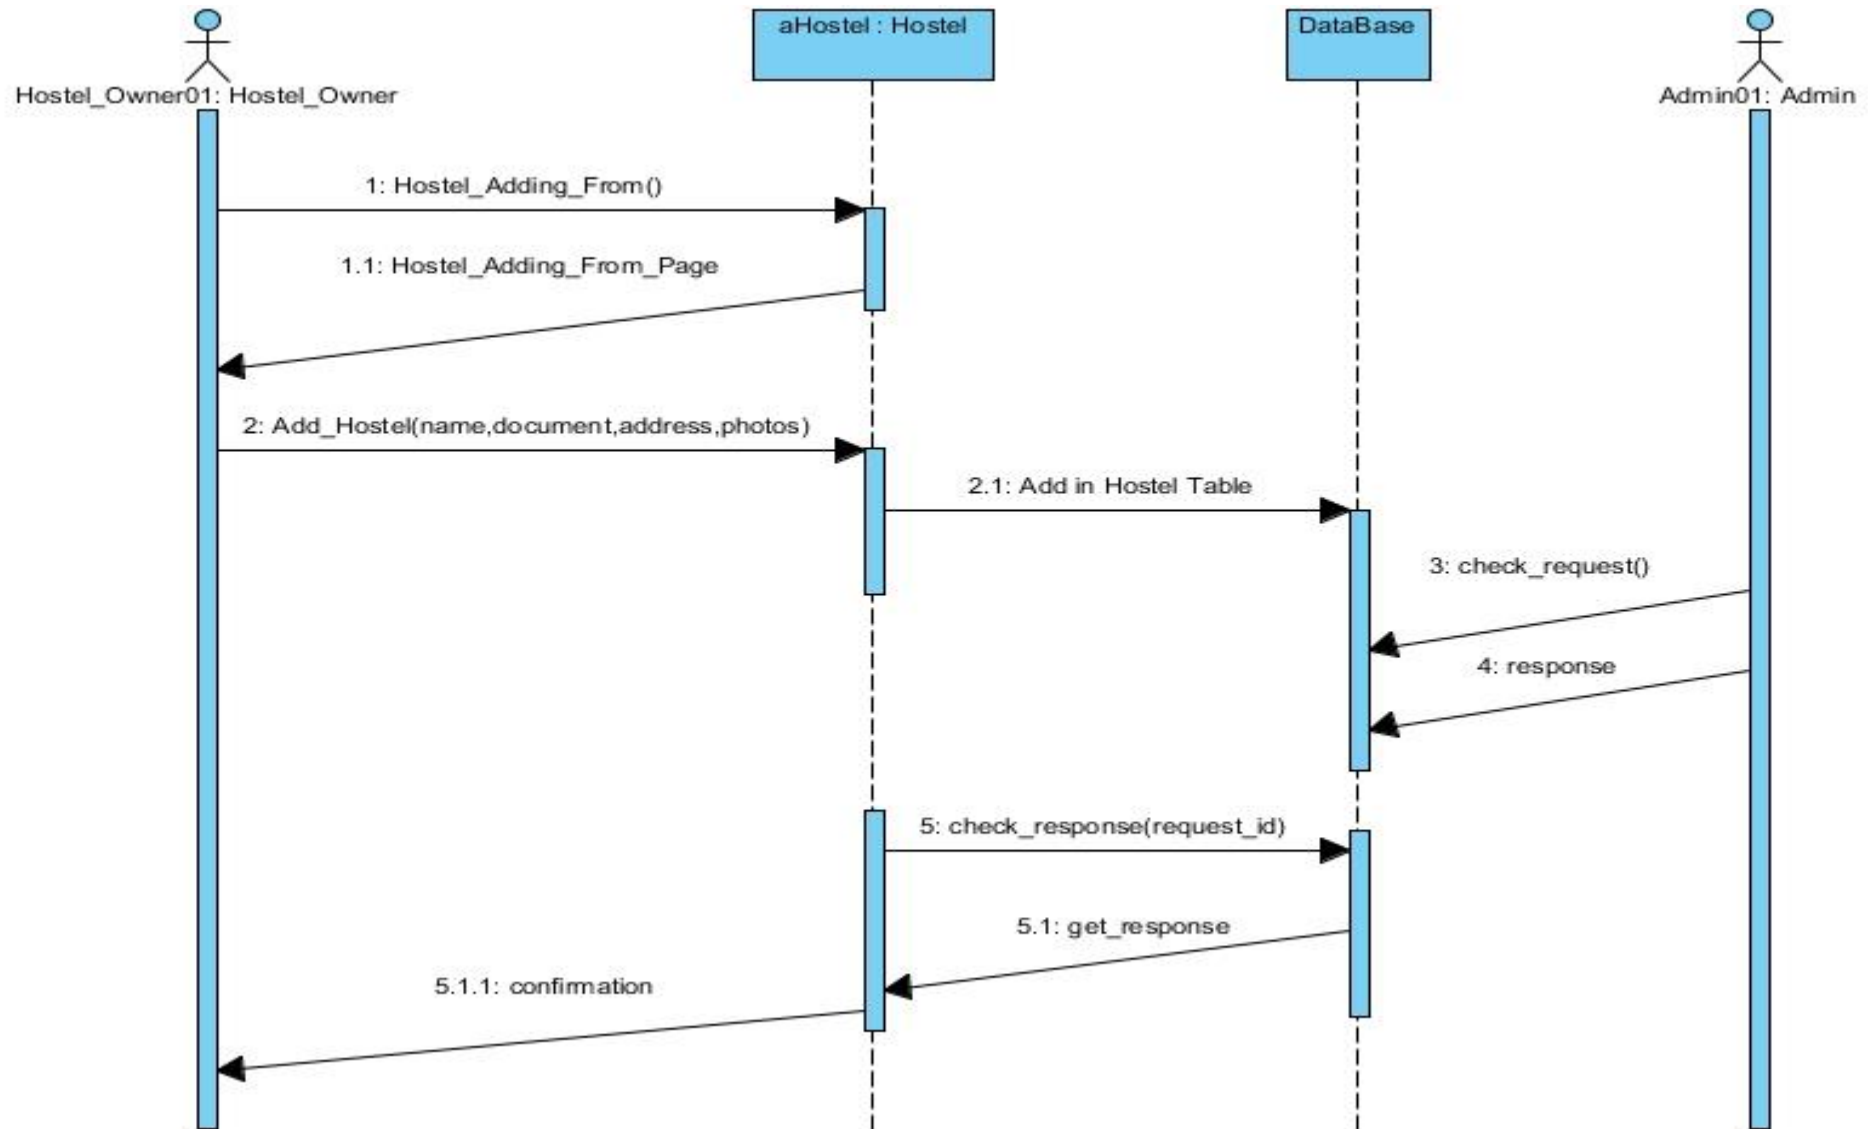 aHostel : Hostel
DataBase
Hostel_Owner01: Hostel_Owner
Admin01: Admin
1: Hostel_Adding_From()
1.1: Hostel_Adding_From_Page
2: Add_Hostel(name,document,address,photos)
2.1: Add in Hostel Table
3: check_request()
4: response
5: check_response(request_id)
5.1: get_response
5.1.1: confirmation